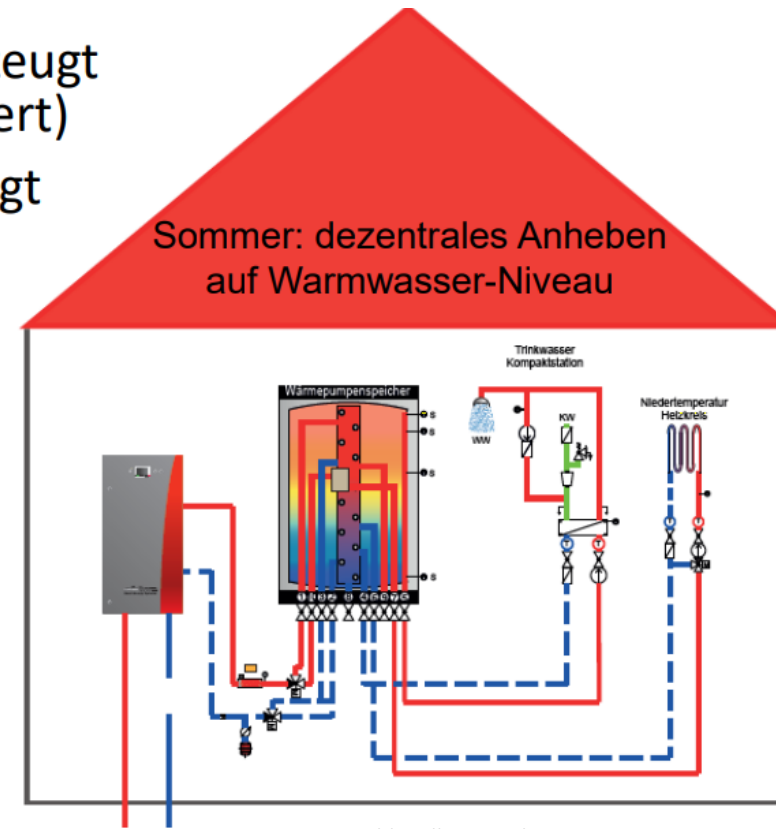 eugt
ert)
gt
Sommer: dezentrales Anheben
auf Warmwasser-Niveau
Trinkwasser
Kompaktstation
Wärmepumpenspeicher
Niedertemperatur
Heizkreis
S
S
KW
WW
S
S